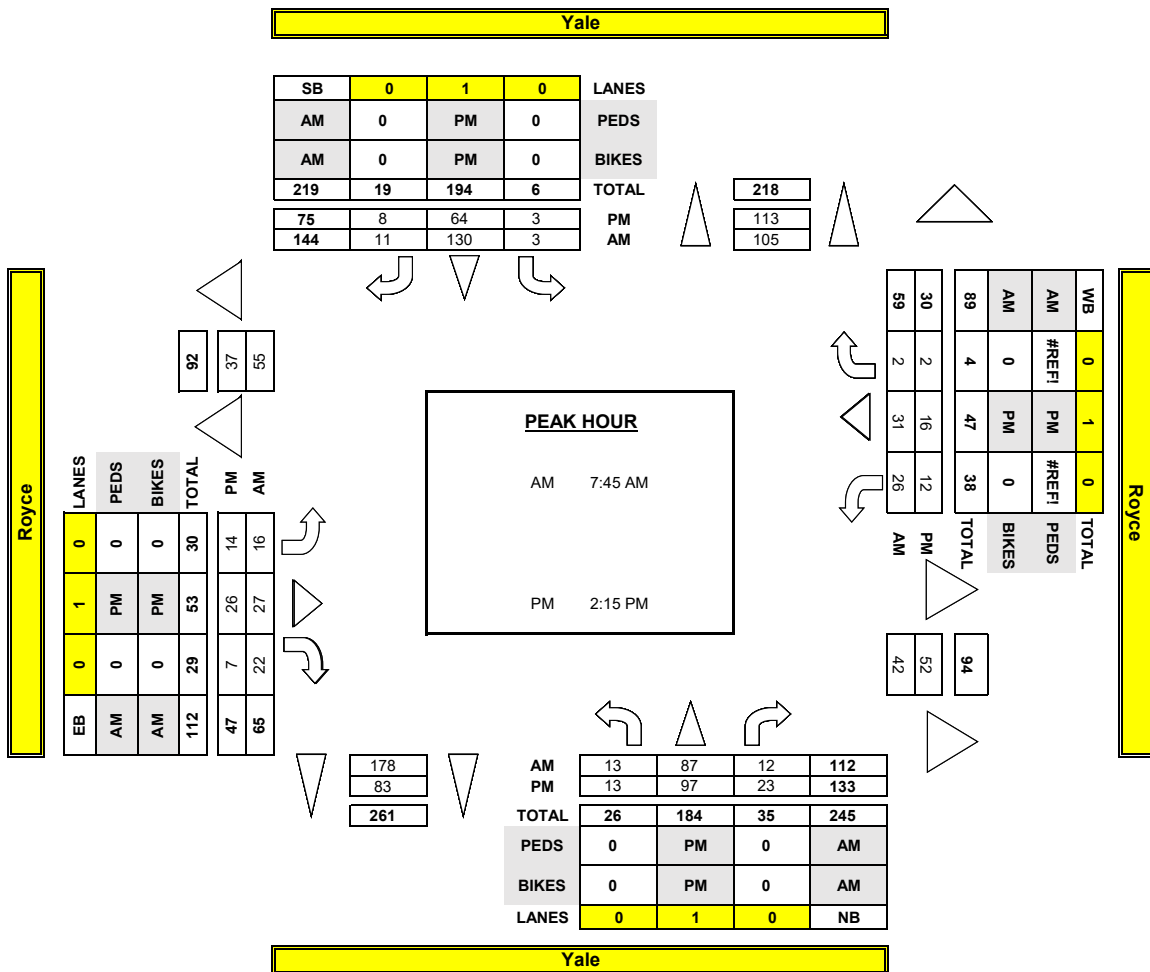 Yale
SB 0 1 0 LANES
AM 0 PM 0 PEDS
AM 0 PM 0 BIKES
219 19 194 6 TOTAL
75 8 64 3 PM
144 11 130 3 AM
218
113
105
Royce
92 37 55
LANES 0 1 0 EB
PEDS 0 PM 0 AM
BIKES 0 PM 0 AM
TOTAL 30 53 29 112
PM 14 26 7 47
AM 16 27 22 65
PEAK HOUR
AM 7:45 AM
PM 2:15 PM
WB 0 1 0 TOTAL
AM #REF! PM #REF! PEDS
AM 0 PM 0 BIKES
89 4 47 38 TOTAL
30 2 16 12 PM
59 2 31 26 AM
94
52
42
Royce
178
83
261
AM 13 87 12 112
PM 13 97 23 133
TOTAL 26 184 35 245
PEDS 0 PM 0 AM
BIKES 0 PM 0 AM
LANES 0 1 0 NB
Yale